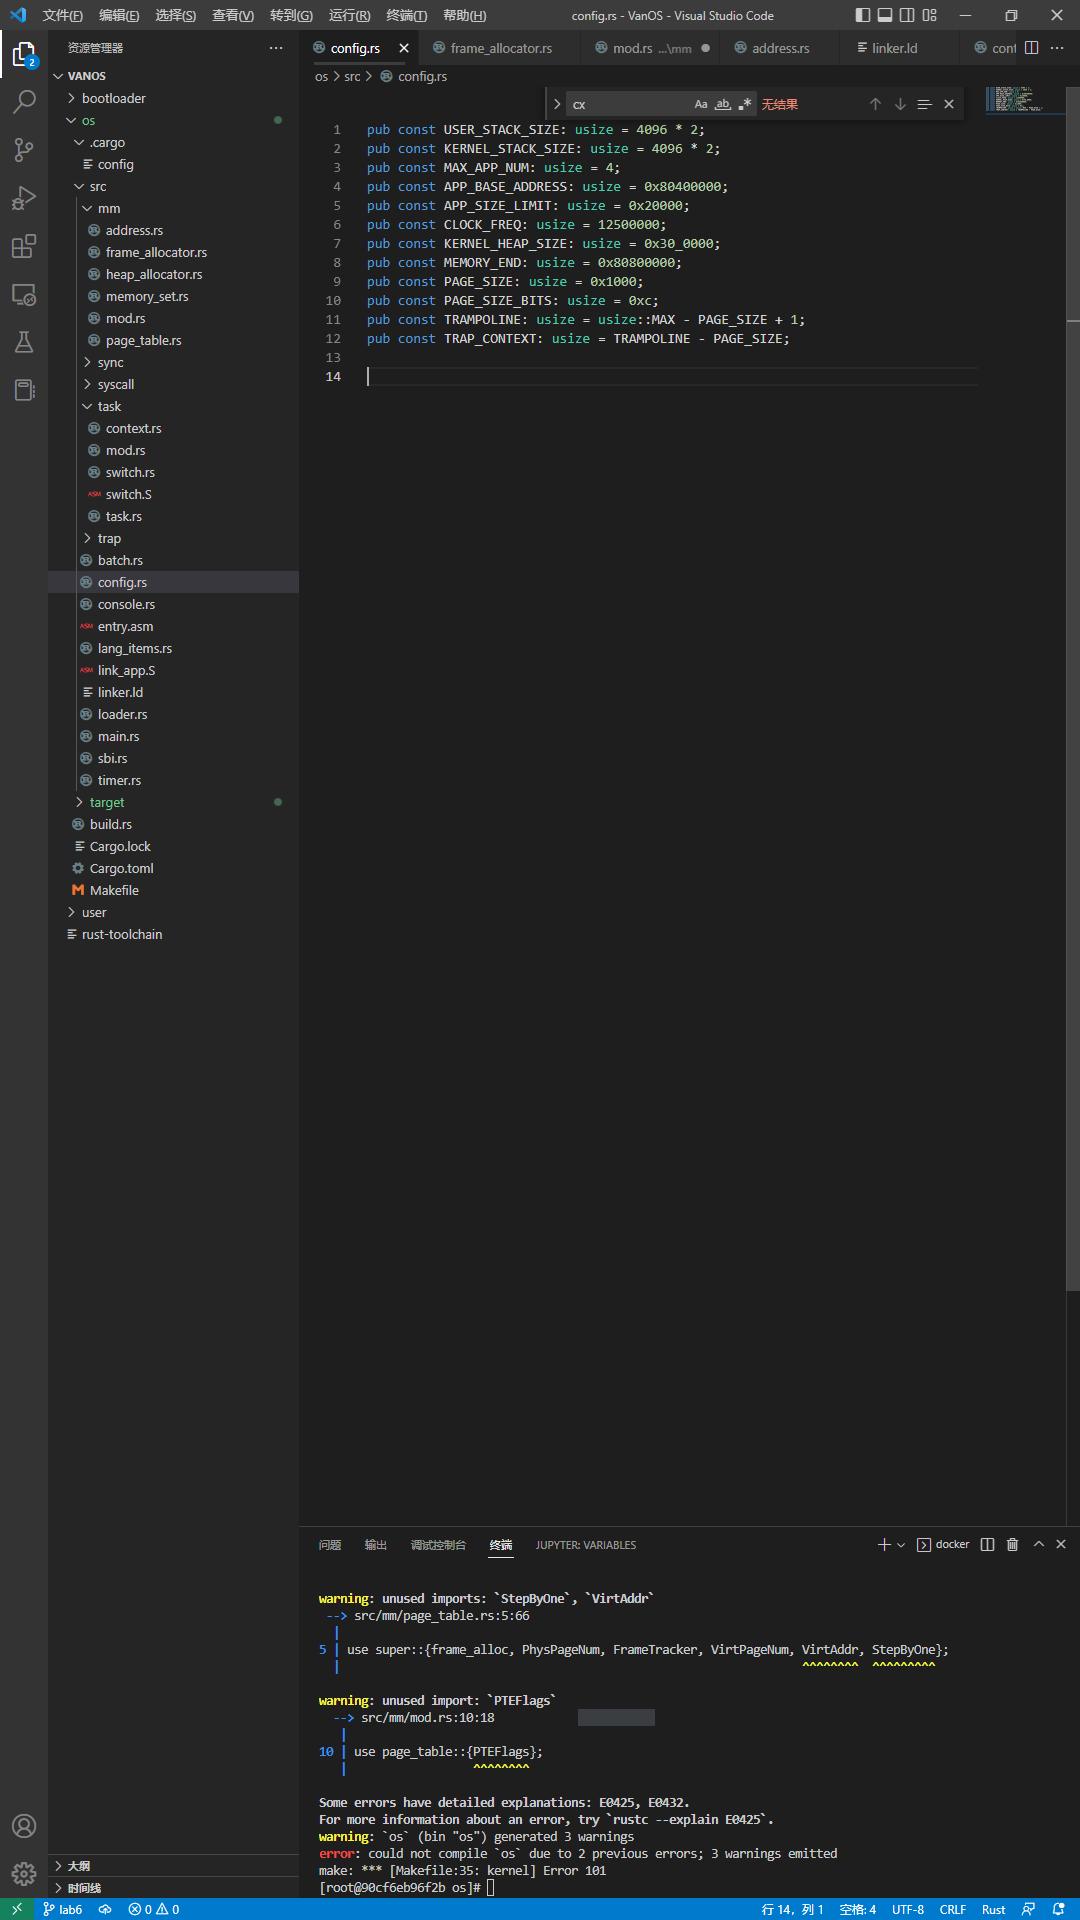 文件(F) 编辑(E) 选择(S) 查看(V) 转到(G) 运行(R) 终端(T) 帮助(H) config.rs - VanOS - Visual Studio Code
资源管理器
config.rs frame_allocator.rs mod.rs ...\mm address.rs linker.ld cont
2
VANOS
os > src > config.rs
bootloader
os
.cargo
config
src
mm
address.rs
frame_allocator.rs
heap_allocator.rs
memory_set.rs
mod.rs
page_table.rs
sync
syscall
task
context.rs
mod.rs
switch.rs
ASM switch.S
task.rs
trap
batch.rs
config.rs
console.rs
ASM entry.asm
lang_items.rs
ASM link_app.S
linker.ld
loader.rs
main.rs
sbi.rs
timer.rs
target
build.rs
Cargo.lock
Cargo.toml
Makefile
user
rust-toolchain
大纲
时间线
cx Aa ab .* 无结果
1 pub const USER_STACK_SIZE: usize = 4096 * 2;
2 pub const KERNEL_STACK_SIZE: usize = 4096 * 2;
3 pub const MAX_APP_NUM: usize = 4;
4 pub const APP_BASE_ADDRESS: usize = 0x80400000;
5 pub const APP_SIZE_LIMIT: usize = 0x20000;
6 pub const CLOCK_FREQ: usize = 12500000;
7 pub const KERNEL_HEAP_SIZE: usize = 0x30_0000;
8 pub const MEMORY_END: usize = 0x80800000;
9 pub const PAGE_SIZE: usize = 0x1000;
10 pub const PAGE_SIZE_BITS: usize = 0xc;
11 pub const TRAMPOLINE: usize = usize::MAX - PAGE_SIZE + 1;
12 pub const TRAP_CONTEXT: usize = TRAMPOLINE - PAGE_SIZE;
13
14
问题 输出 调试控制台 终端 JUPYTER: VARIABLES docker
warning: unused imports: `StepByOne`, `VirtAddr`
--> src/mm/page_table.rs:5:66
|
5 | use super::{frame_alloc, PhysPageNum, FrameTracker, VirtPageNum, VirtAddr, StepByOne};
| ^^^^^^^^ ^^^^^^^^^
warning: unused import: `PTEFlags`
--> src/mm/mod.rs:10:18
|
10 | use page_table::{PTEFlags};
| ^^^^^^^^
Some errors have detailed explanations: E0425, E0432.
For more information about an error, try `rustc --explain E0425`.
warning: `os` (bin "os") generated 3 warnings
error: could not compile `os` due to 2 previous errors; 3 warnings emitted
make: *** [Makefile:35: kernel] Error 101
[root@90cf6eb96f2b os]#
lab6 0 0 行 14，列 1 空格: 4 UTF-8 CRLF Rust